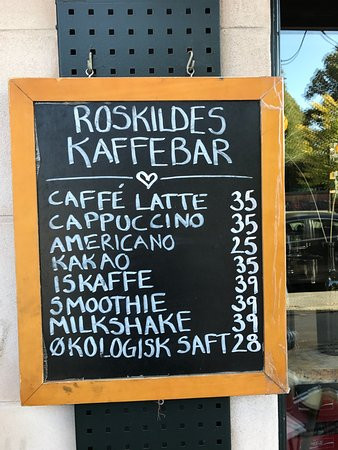 ROSKILDES
KAFFEBAR
CAFFÉ LATTE 35
CAPPUCCINO 35
AMERICANO 25
KAKAO 35
ISKAFFE 39
SMOOTHIE 39
MILKSHAKE 39
ØKOLOGISK SAFT 28